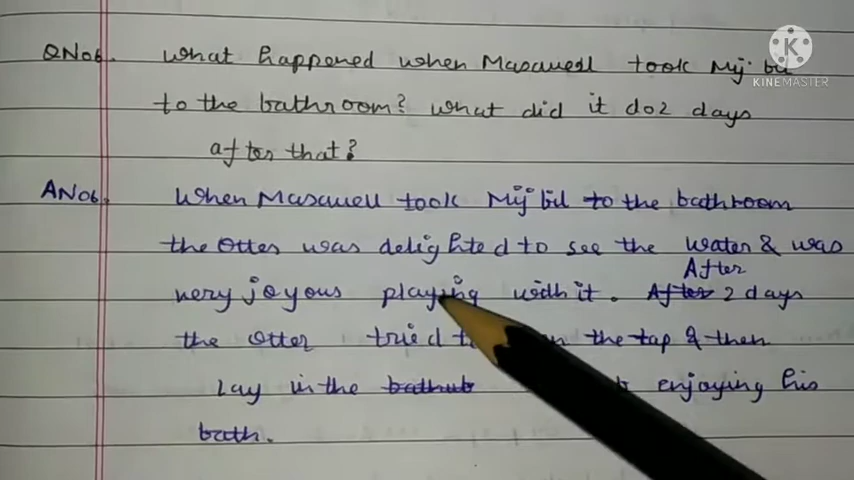 QNo6. What happened when Maxwell took Mij bil
to the bathroom? What did it do 2 days
after that?
ANo6. When Maxwell took Mijbil to the bathroom
the otter was delighted to see the water & was
After
very joyous playing with it. After 2 days
the otter tried the tap & then
lay in the bathtub enjoying his
bath.
KINEMASTER